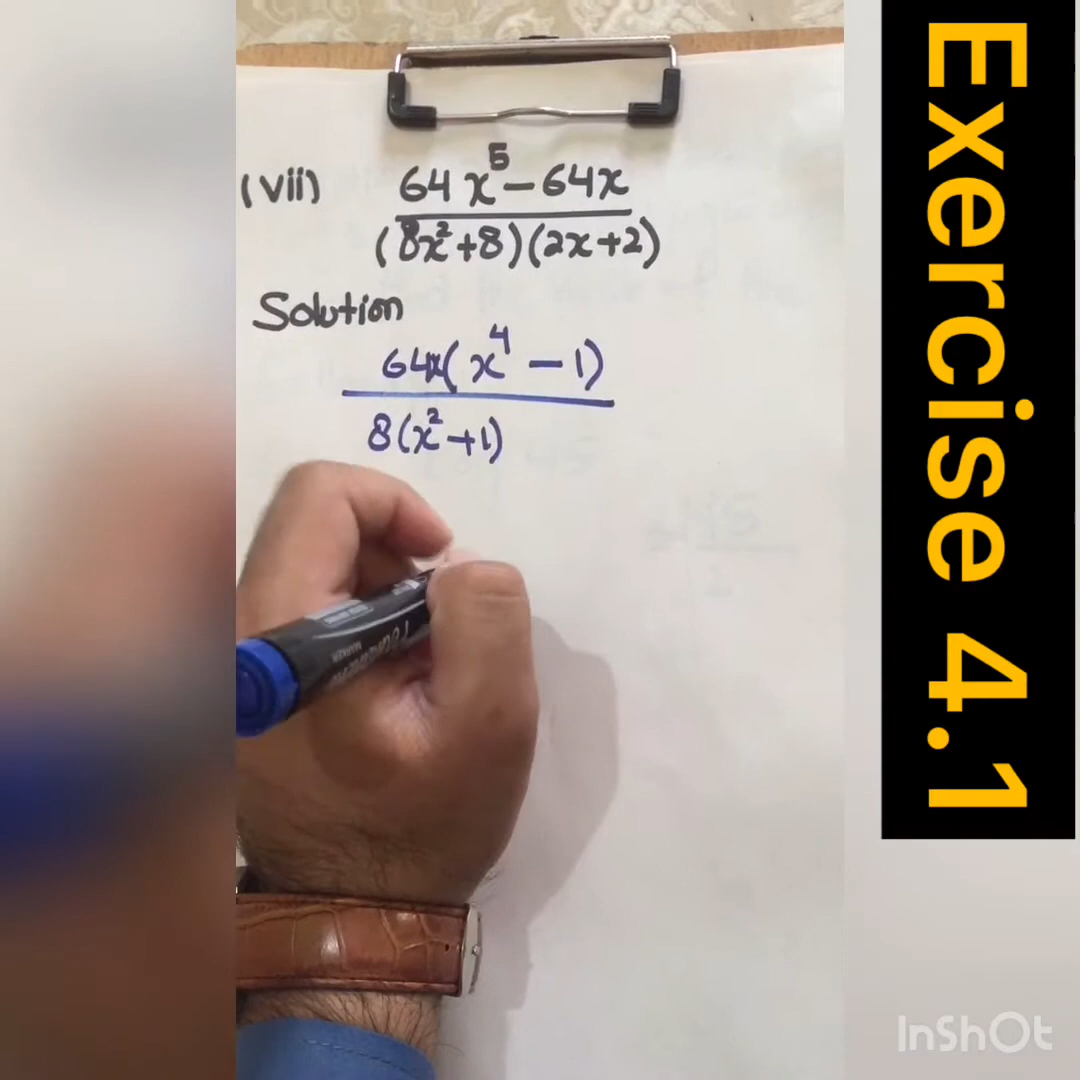 (vii) 64x⁵ - 64x
(8x²+8)(2x+2)
Solution
64x(x⁴ - 1)
8(x²+1)
Exercise 4.1
InShOt